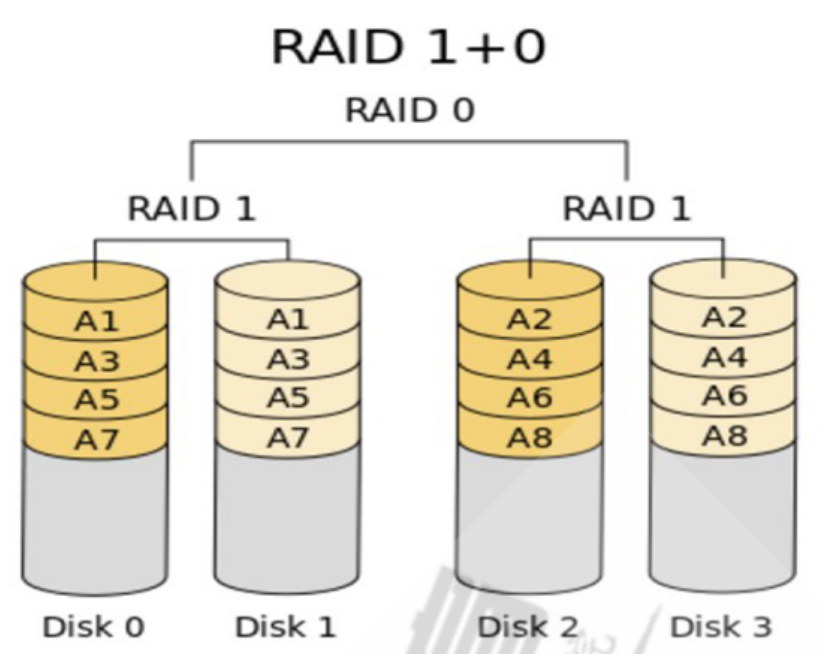 RAID 1+0
RAID 0
RAID 1 RAID 1
A1 A1 A2 A2
A3 A3 A4 A4
A5 A5 A6 A6
A7 A7 A8 A8
Disk 0 Disk 1 Disk 2 Disk 3